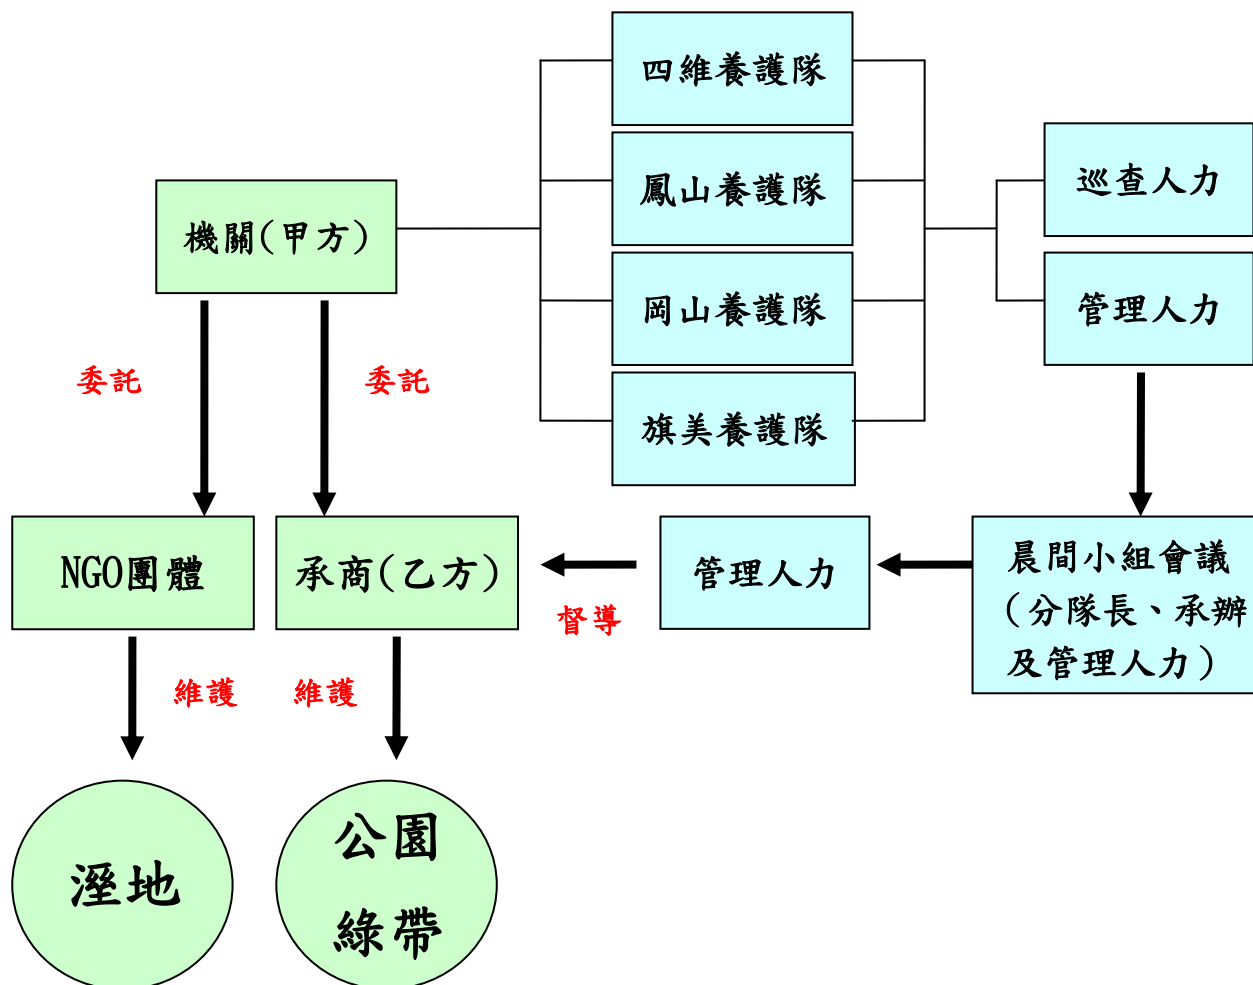 四維養護隊
鳳山養護隊
岡山養護隊
旗美養護隊
巡查人力
管理人力
機關(甲方)
委託
委託
NGO團體
承商(乙方)
督導
管理人力
晨間小組會議
(分隊長、承辦
及管理人力)
維護
維護
溼地
公園
綠帶